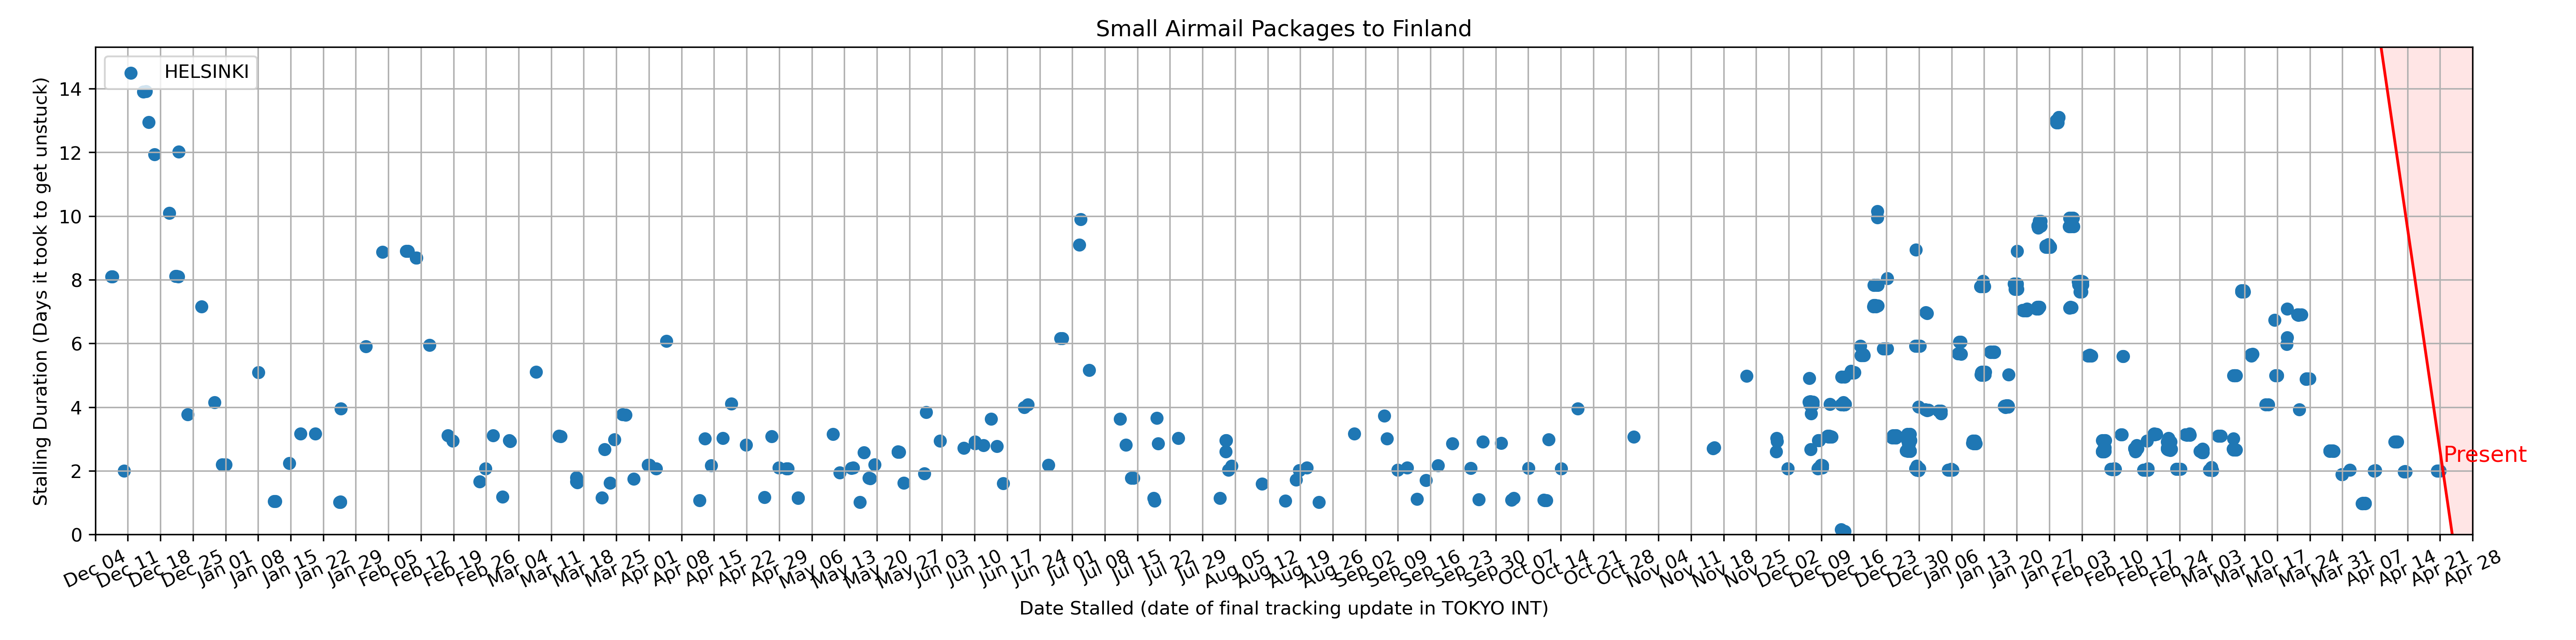 Small Airmail Packages to Finland
HELSINKI
Stalling Duration (Days it took to get unstuck)
14
12
10
8
6
4
2
0
Present
Dec 04 Dec 11 Dec 18 Dec 25 Jan 01 Jan 08 Jan 15 Jan 22 Jan 29 Feb 05 Feb 12 Feb 19 Feb 26 Mar 04 Mar 11 Mar 18 Mar 25 Apr 01 Apr 08 Apr 15 Apr 22 Apr 29 May 06 May 13 May 20 May 27 Jun 03 Jun 10 Jun 17 Jun 24 Jul 01 Jul 08 Jul 15 Jul 22 Jul 29 Aug 05 Aug 12 Aug 19 Aug 26 Sep 02 Sep 09 Sep 16 Sep 23 Sep 30 Oct 07 Oct 14 Oct 21 Oct 28 Nov 04 Nov 11 Nov 18 Nov 25 Dec 02 Dec 09 Dec 16 Dec 23 Dec 30 Jan 06 Jan 13 Jan 20 Jan 27 Feb 03 Feb 10 Feb 17 Feb 24 Mar 03 Mar 10 Mar 17 Mar 24 Mar 31 Apr 07 Apr 14 Apr 21 Apr 28
Date Stalled (date of final tracking update in TOKYO INT)